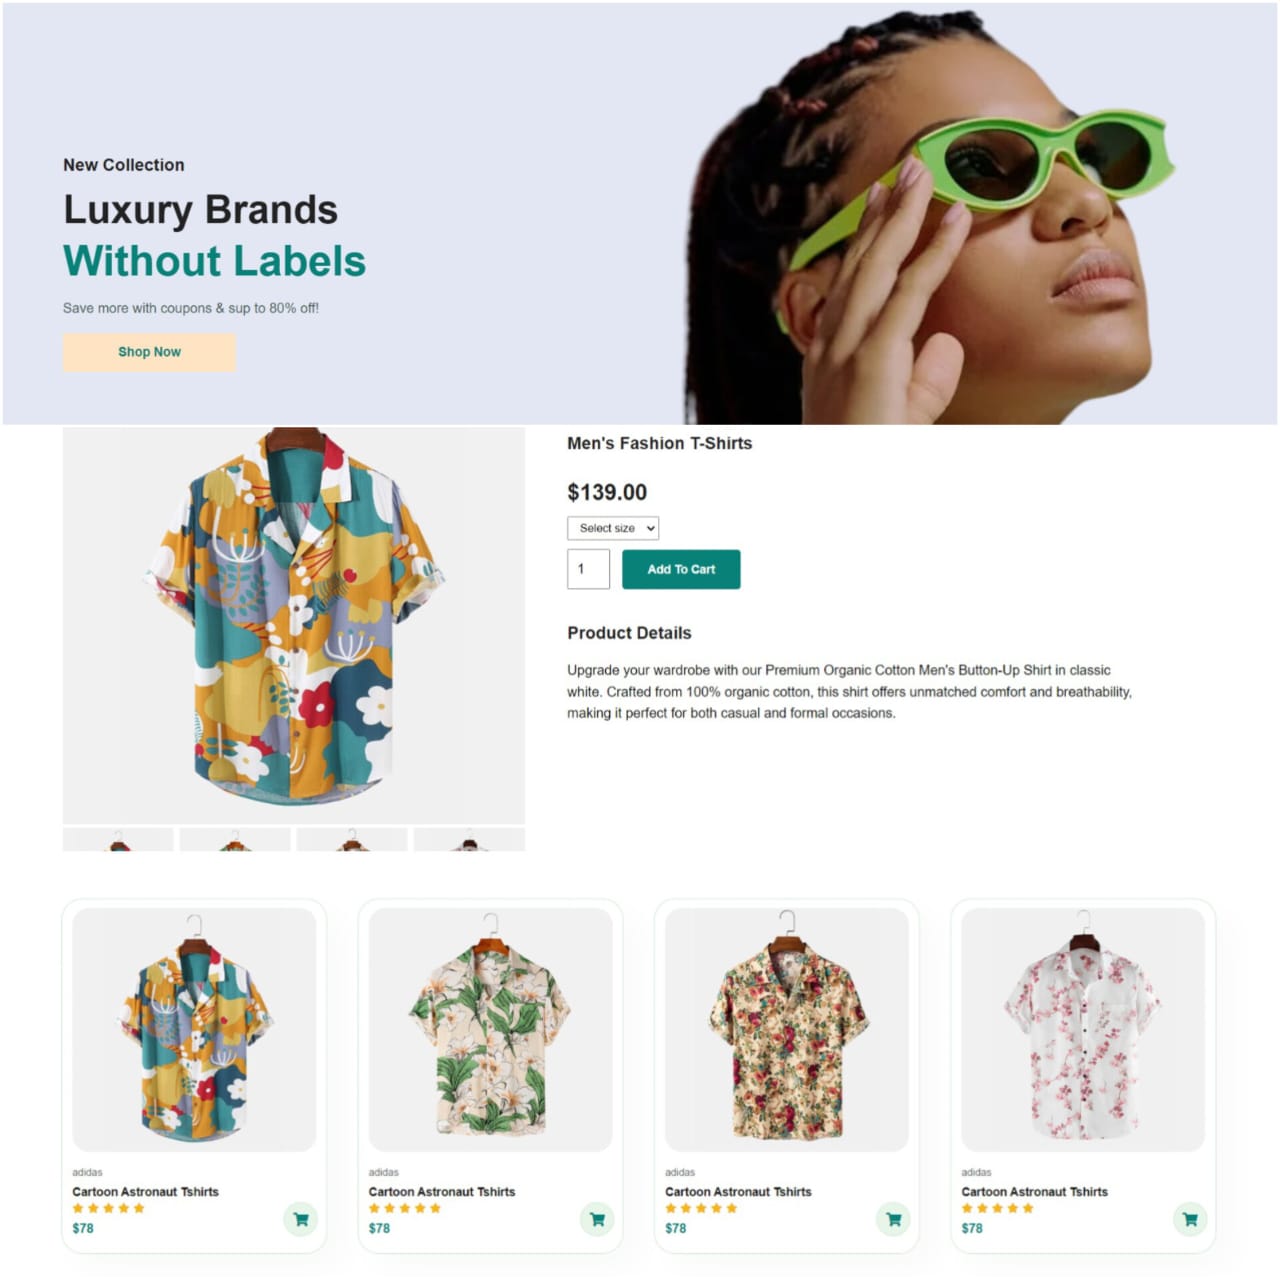 New Collection
Luxury Brands
Without Labels
Save more with coupons & sup to 80% off!
Shop Now
Men's Fashion T-Shirts
$139.00
Select size
1
Add To Cart
Product Details
Upgrade your wardrobe with our Premium Organic Cotton Men's Button-Up Shirt in classic
white. Crafted from 100% organic cotton, this shirt offers unmatched comfort and breathability,
making it perfect for both casual and formal occasions.
adidas
Cartoon Astronaut Tshirts
$78
adidas
Cartoon Astronaut Tshirts
$78
adidas
Cartoon Astronaut Tshirts
$78
adidas
Cartoon Astronaut Tshirts
$78